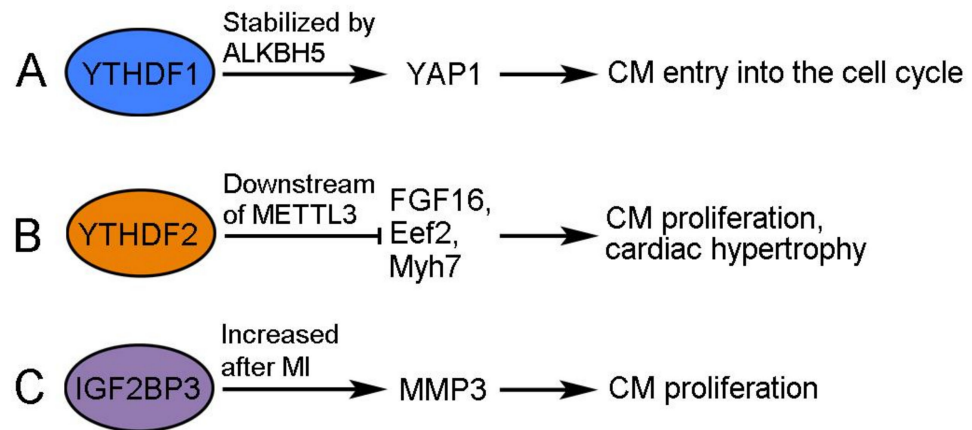 A
YTHDF1
Stabilized by
ALKBH5
YAP1
CM entry into the cell cycle
B
YTHDF2
Downstream
of METTL3
FGF16,
Eef2,
Myh7
CM proliferation,
cardiac hypertrophy
C
IGF2BP3
Increased
after MI
MMP3
CM proliferation